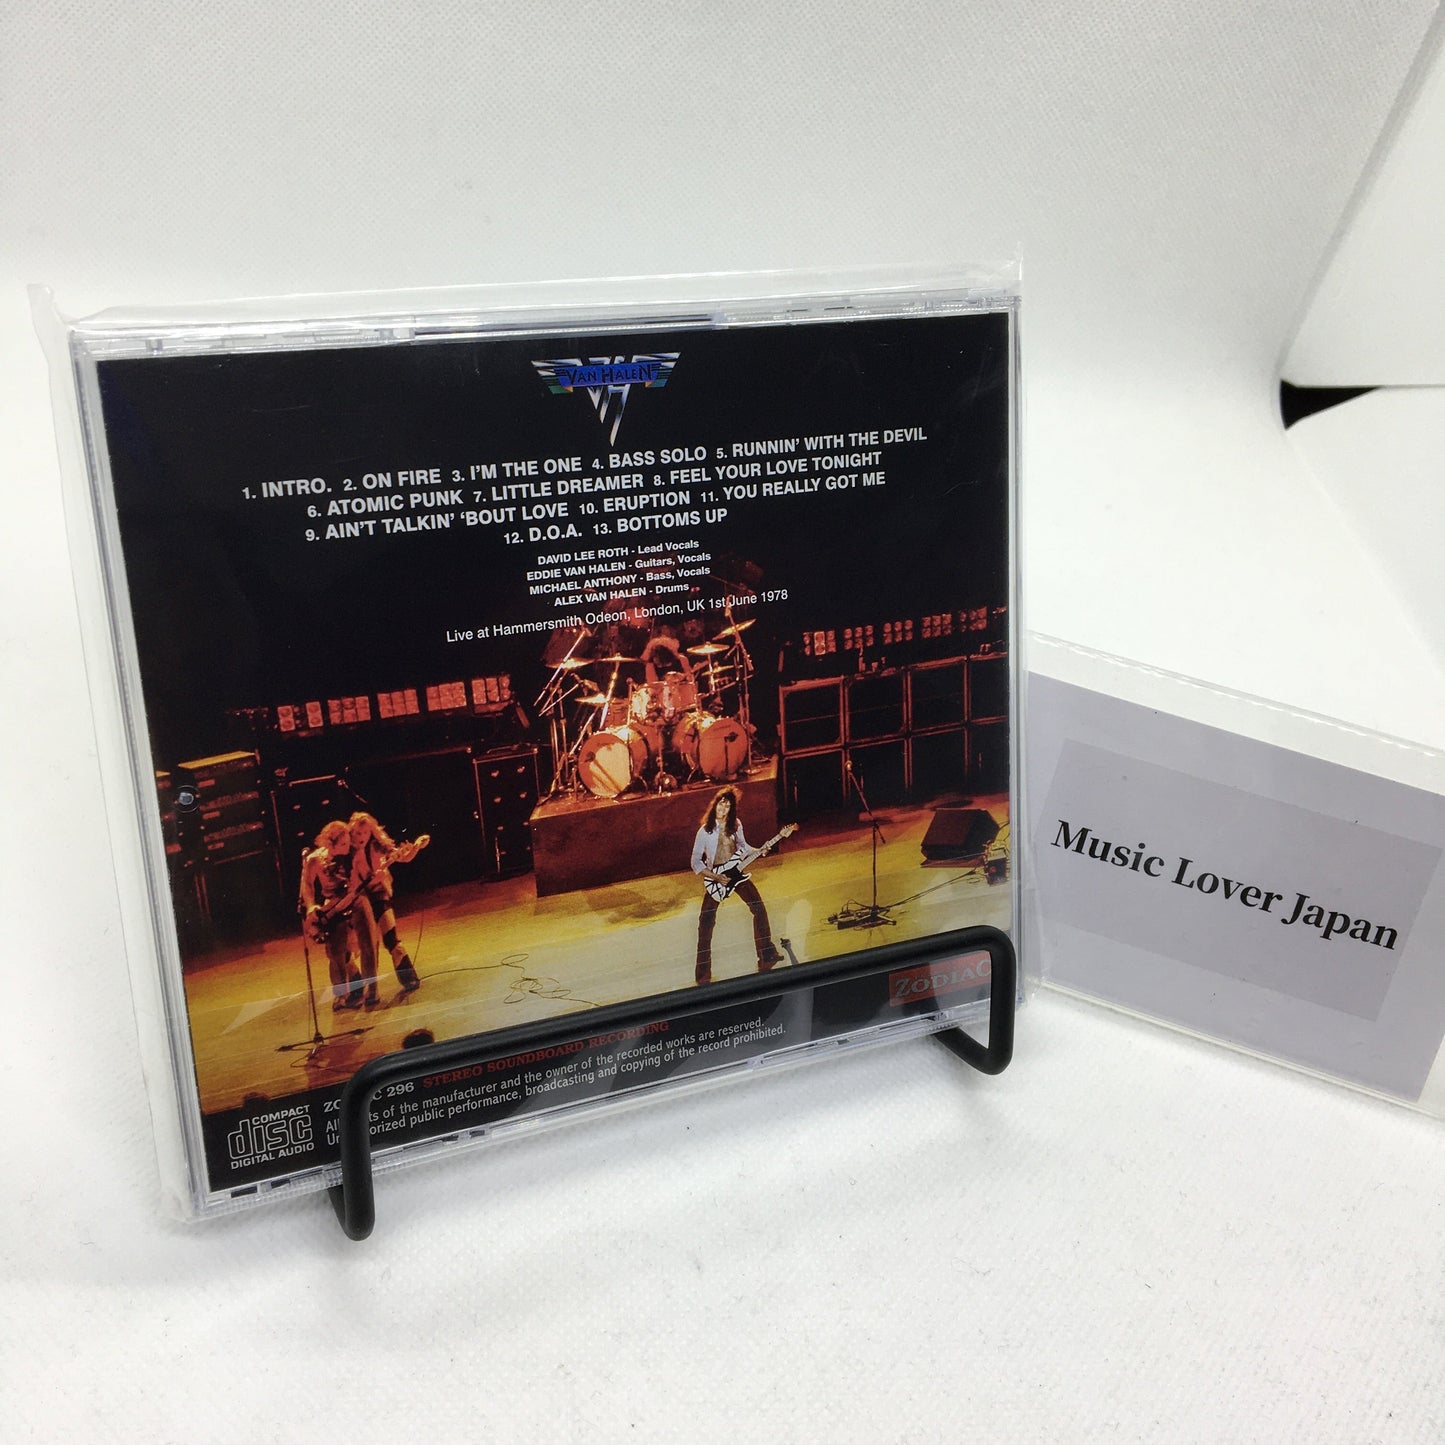 VAN HALEN
1. INTRO. 2. ON FIRE 3. I'M THE ONE 4. BASS SOLO 5. RUNNIN' WITH THE DEVIL
6. ATOMIC PUNK 7. LITTLE DREAMER 8. FEEL YOUR LOVE TONIGHT
9. AIN'T TALKIN' 'BOUT LOVE 10. ERUPTION 11. YOU REALLY GOT ME
12. D.O.A. 13. BOTTOMS UP
DAVID LEE ROTH - Lead Vocals
EDDIE VAN HALEN - Guitars, Vocals
MICHAEL ANTHONY - Bass, Vocals
ALEX VAN HALEN - Drums
Live at Hammersmith Odeon, London, UK 1st June 1978
ZODIAC
296 STEREO SOUNDBOARD RECORDING
of the manufacturer and the owner of the recorded works are reserved.
public performance, broadcasting and copying of the record prohibited.
COMPACT
disc
DIGITAL AUDIO
Music Lover Japan